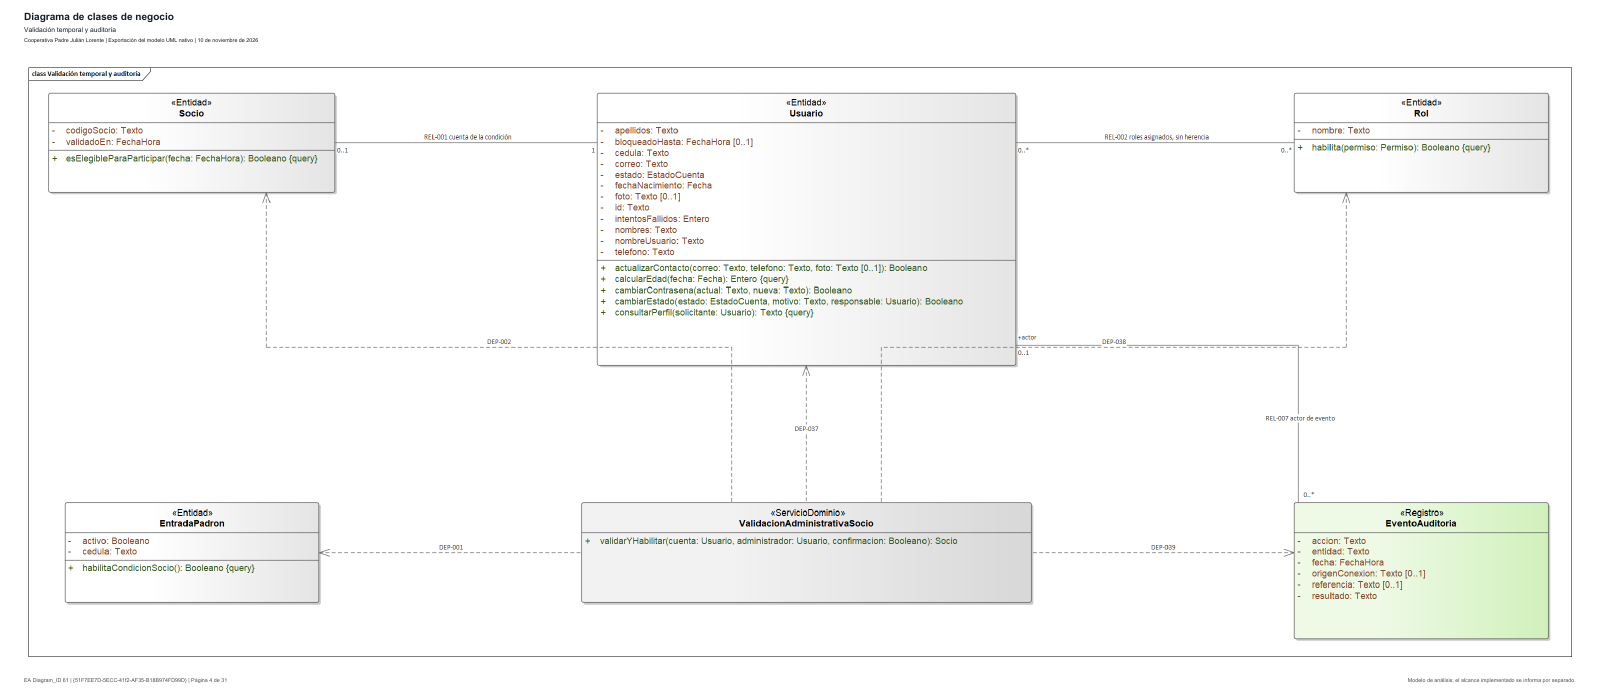 Diagrama de clases de negocio
Validación temporal y auditoría
Cooperativa Padre Julián Lorente | Exportación del modelo UML nativo | 10 de noviembre de 2026
class Validación temporal y auditoría
«Entidad»
Socio
- codigoSocio: Texto
- validadoEn: FechaHora
+ esElegibleParaParticipar(fecha: FechaHora): Booleano {query}
REL-001 cuenta de la condición
0..1
1
«Entidad»
Usuario
- apellidos: Texto
- bloqueadoHasta: FechaHora [0..1]
- cedula: Texto
- correo: Texto
- estado: EstadoCuenta
- fechaNacimiento: Fecha
- foto: Texto [0..1]
- id: Texto
- intentosFallidos: Entero
- nombres: Texto
- nombreUsuario: Texto
- telefono: Texto
+ actualizarContacto(correo: Texto, telefono: Texto, foto: Texto [0..1]): Booleano
+ calcularEdad(fecha: Fecha): Entero {query}
+ cambiarContrasena(actual: Texto, nueva: Texto): Booleano
+ cambiarEstado(estado: EstadoCuenta, motivo: Texto, responsable: Usuario): Booleano
+ consultarPerfil(solicitante: Usuario): Texto {query}
REL-002 roles asignados, sin herencia
0..*
0..*
«Entidad»
Rol
- nombre: Texto
+ habilita(permiso: Permiso): Booleano {query}
DEP-002
+actor
0..1
DEP-038
DEP-037
REL-007 actor de evento
0..*
«Entidad»
EntradaPadron
- activo: Booleano
- cedula: Texto
+ habilitaCondicionSocio(): Booleano {query}
DEP-001
«ServicioDominio»
ValidacionAdministrativaSocio
+ validarYHabilitar(cuenta: Usuario, administrador: Usuario, confirmacion: Booleano): Socio
DEP-039
«Registro»
EventoAuditoria
- accion: Texto
- entidad: Texto
- fecha: FechaHora
- origenConexion: Texto [0..1]
- referencia: Texto [0..1]
- resultado: Texto
EA Diagram_ID 61 | {51F7EE7D-5ECC-41f2-AF35-B18B974FD99D} | Página 4 de 31
Modelo de análisis; el alcance implementado se informa por separado.